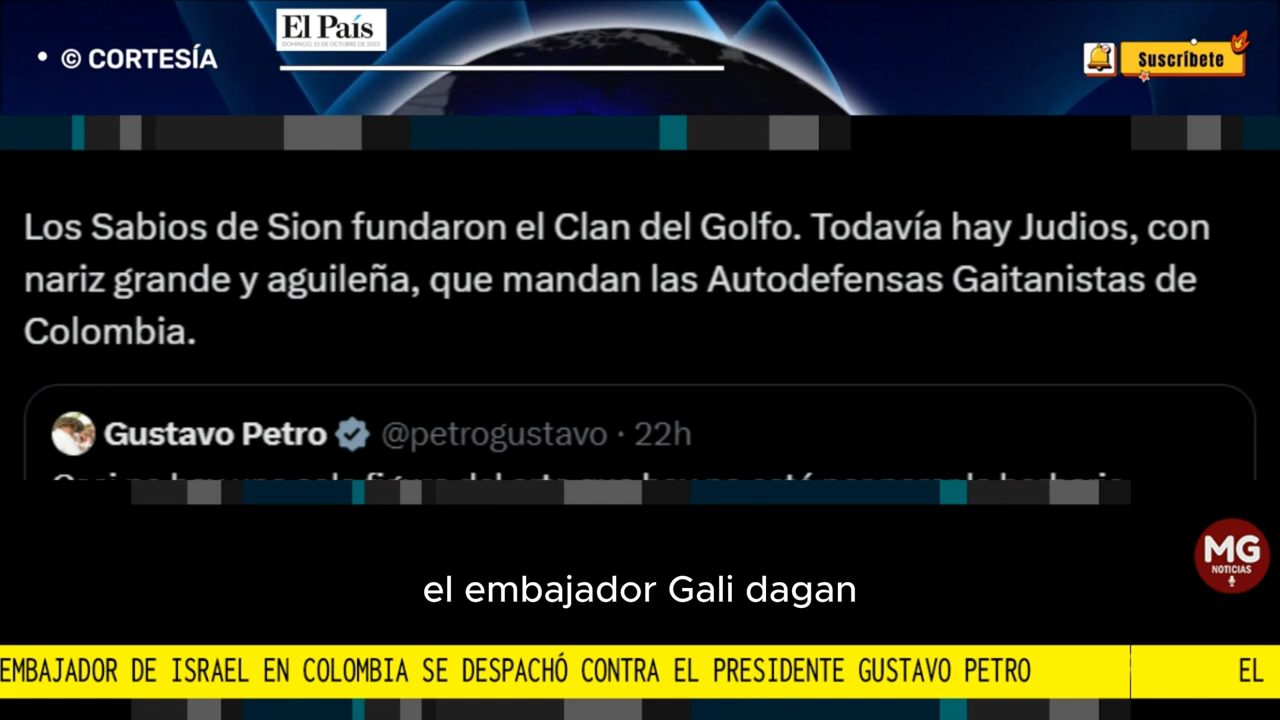 El País
• © CORTESÍA
Suscríbete
Los Sabios de Sion fundaron el Clan del Golfo. Todavía hay Judios, con
nariz grande y aguileña, que mandan las Autodefensas Gaitanistas de
Colombia.
Gustavo Petro @petrogustavo · 22h
MG
NOTICIAS
el embajador Gali dagan
EMBAJADOR DE ISRAEL EN COLOMBIA SE DESPACHÓ CONTRA EL PRESIDENTE GUSTAVO PETRO EL